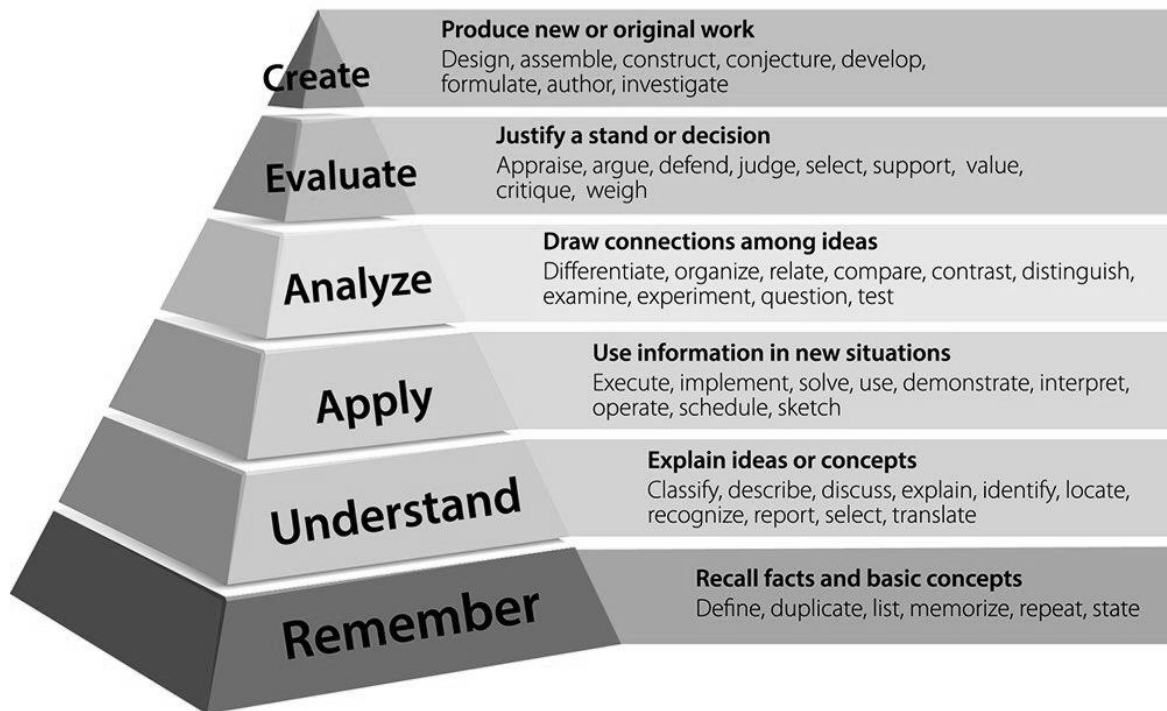 Create
Produce new or original work
Design, assemble, construct, conjecture, develop,
formulate, author, investigate
Evaluate
Justify a stand or decision
Appraise, argue, defend, judge, select, support, value,
critique, weigh
Analyze
Draw connections among ideas
Differentiate, organize, relate, compare, contrast, distinguish,
examine, experiment, question, test
Apply
Use information in new situations
Execute, implement, solve, use, demonstrate, interpret,
operate, schedule, sketch
Understand
Explain ideas or concepts
Classify, describe, discuss, explain, identify, locate,
recognize, report, select, translate
Remember
Recall facts and basic concepts
Define, duplicate, list, memorize, repeat, state